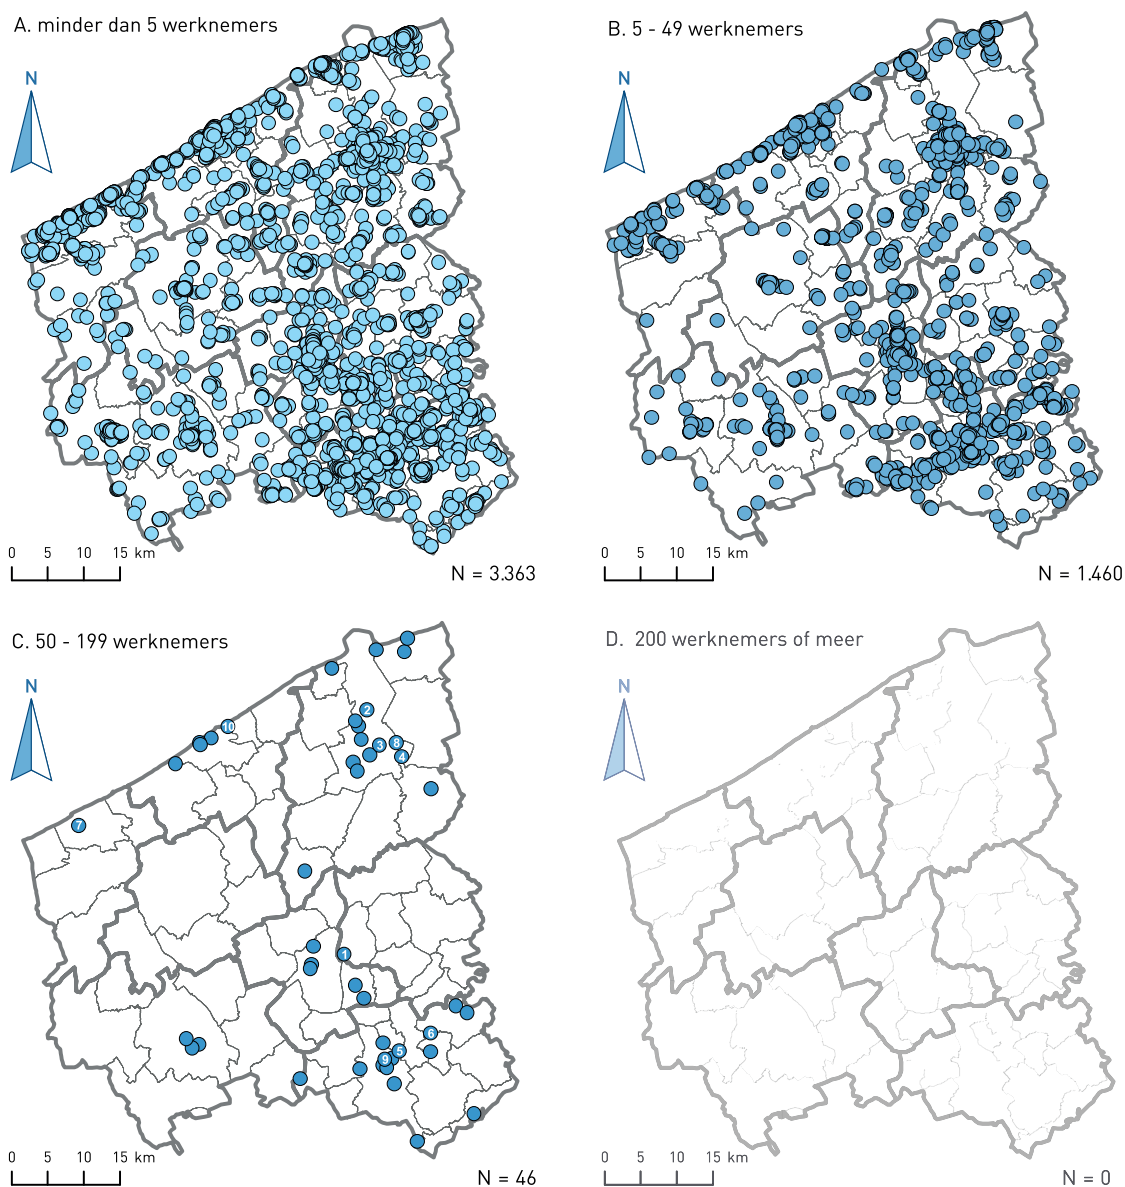 A. minder dan 5 werknemers
N
0 5 10 15 km
N = 3.363
B. 5 - 49 werknemers
N
0 5 10 15 km
N = 1.460
C. 50 - 199 werknemers
N
10
2
3
8
4
7
1
6
5
9
0 5 10 15 km
N = 46
D. 200 werknemers of meer
N
0 5 10 15 km
N = 0